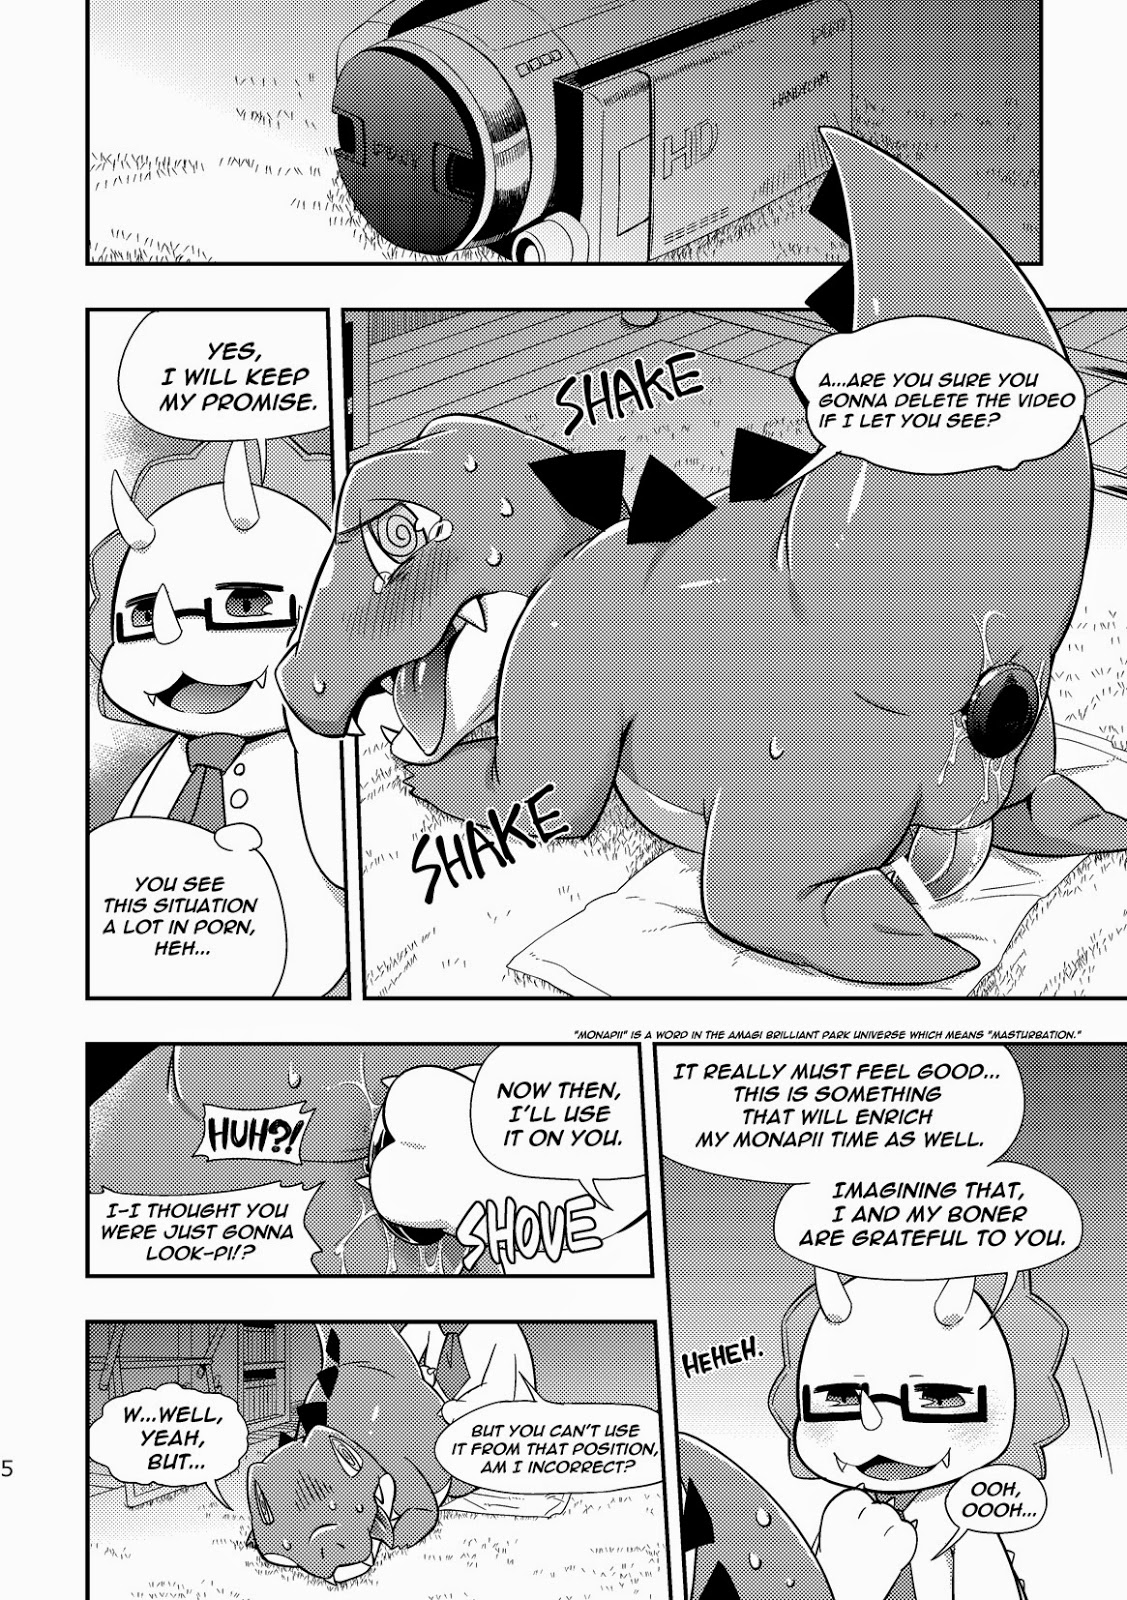 SONY
HANDYCAM
HD
YES,
I WILL KEEP
MY PROMISE.
SHAKE
A...ARE YOU SURE YOU
GONNA DELETE THE VIDEO
IF I LET YOU SEE?
SHAKE
YOU SEE
THIS SITUATION
A LOT IN PORN,
HEH...
"MONAPII" IS A WORD IN THE AMAGI BRILLIANT PARK UNIVERSE WHICH MEANS "MASTURBATION."
HUH?!
NOW THEN,
I'LL USE
IT ON YOU.
I-I THOUGHT YOU
WERE JUST GONNA
LOOK-PI!?
SHOVE
IT REALLY MUST FEEL GOOD...
THIS IS SOMETHING
THAT WILL ENRICH
MY MONAPII TIME AS WELL.
IMAGINING THAT,
I AND MY BONER
ARE GRATEFUL TO YOU.
HEHEH.
W...WELL,
YEAH,
BUT...
BUT YOU CAN'T USE
IT FROM THAT POSITION,
AM I INCORRECT?
OOH,
OOOH...
5